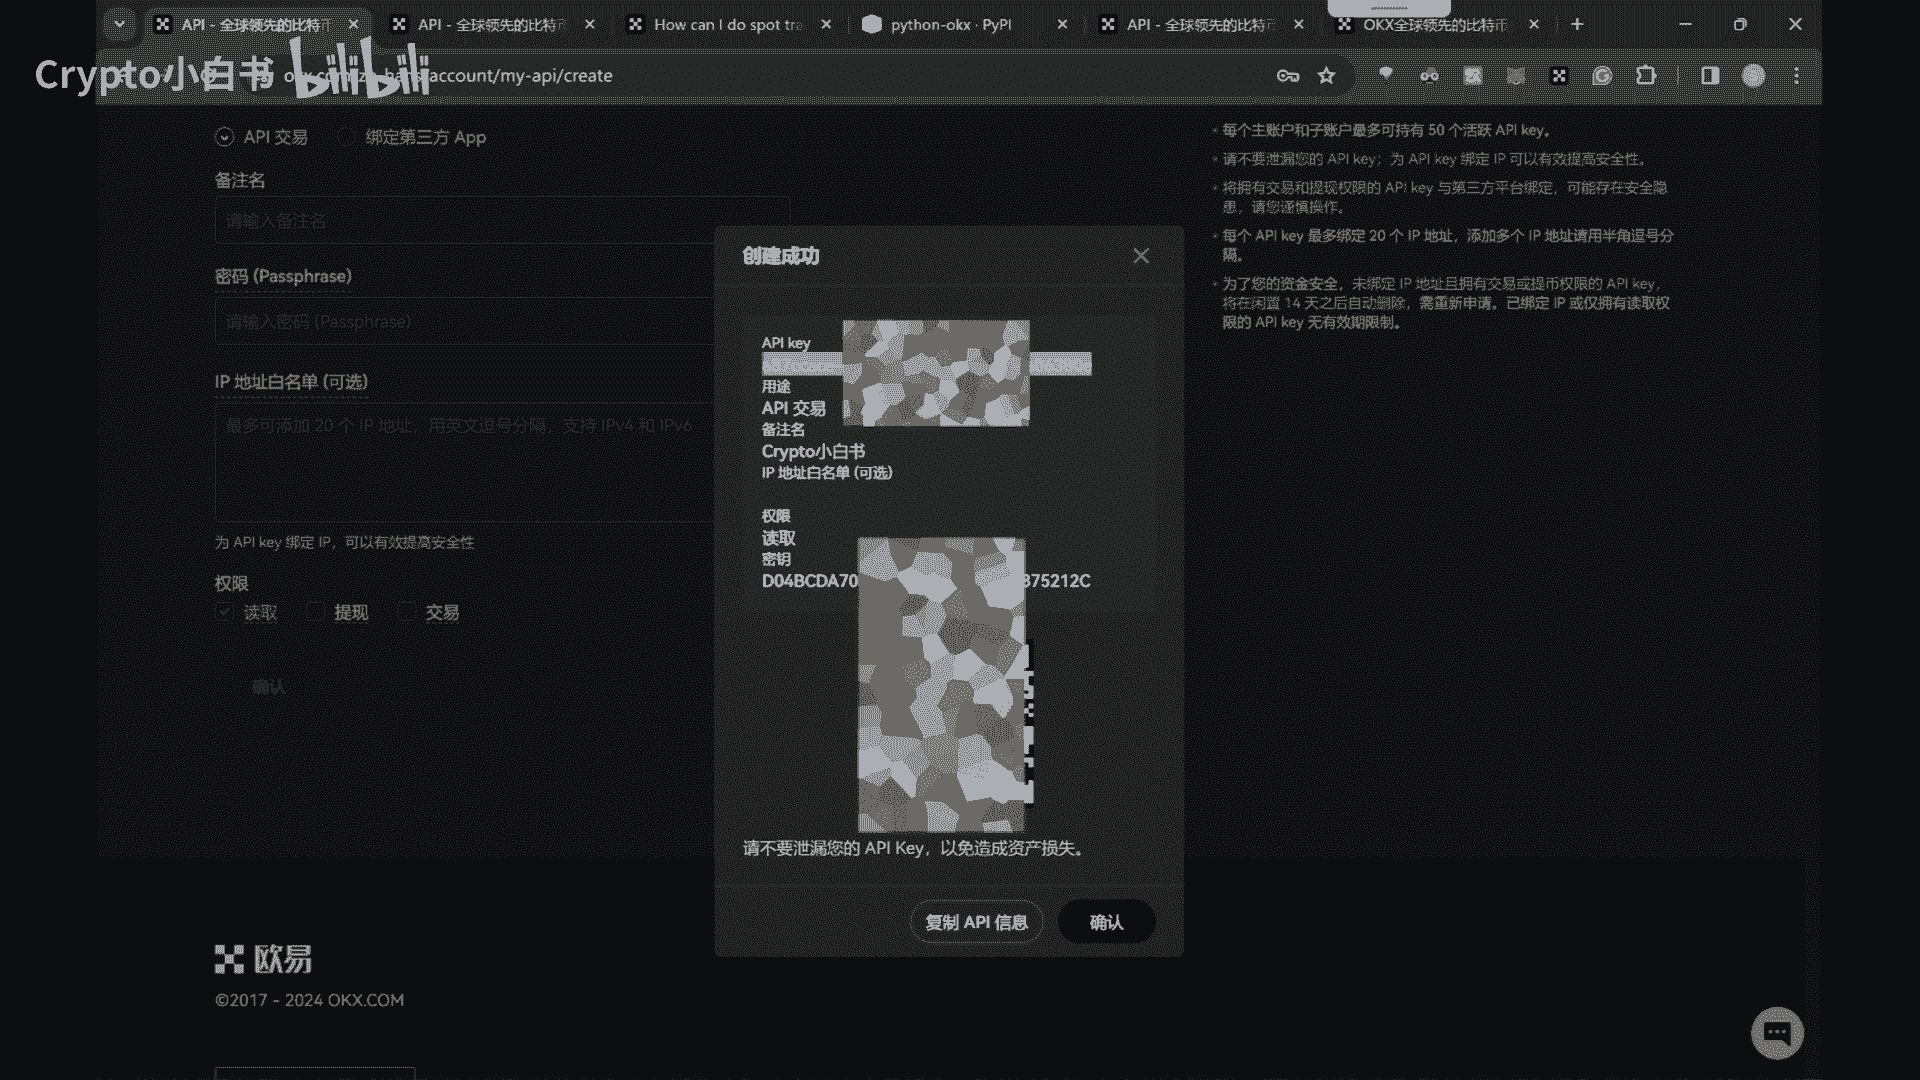 API - 全球领先的比特币
API - 全球领先的比特币
How can I do spot tra
python-okx · PyPI
API - 全球领先的比特币
OKX全球领先的比特币
Crypto小白书
bilibili
account/my-api/create
API 交易
绑定第三方 App
备注名
请输入备注名
密码 (Passphrase)
请输入密码 (Passphrase)
IP 地址白名单 (可选)
最多可添加 20 个 IP 地址，用英文逗号分隔，支持 IPv4 和 IPv6
为 API key 绑定 IP，可以有效提高安全性
权限
读取
提现
交易
确认
每个主账户和子账户最多可持有 50 个活跃 API key。
请不要泄漏您的 API key；为 API key 绑定 IP 可以有效提高安全性。
将拥有交易和提现权限的 API key 与第三方平台绑定，可能存在安全隐
患，请您谨慎操作。
每个 API key 最多绑定 20 个 IP 地址，添加多个 IP 地址请用半角逗号分
隔。
为了您的资金安全，未绑定 IP 地址且拥有交易或提币权限的 API key，
将在闲置 14 天之后自动删除，需重新申请。已绑定 IP 或仅拥有读取权
限的 API key 无有效期限制。
创建成功
API key
用途
API 交易
备注名
Crypto小白书
IP 地址白名单 (可选)
权限
读取
密钥
D04BCDA70
375212C
请不要泄漏您的 API Key，以免造成资产损失。
复制 API 信息
确认
欧易
©2017 - 2024 OKX.COM